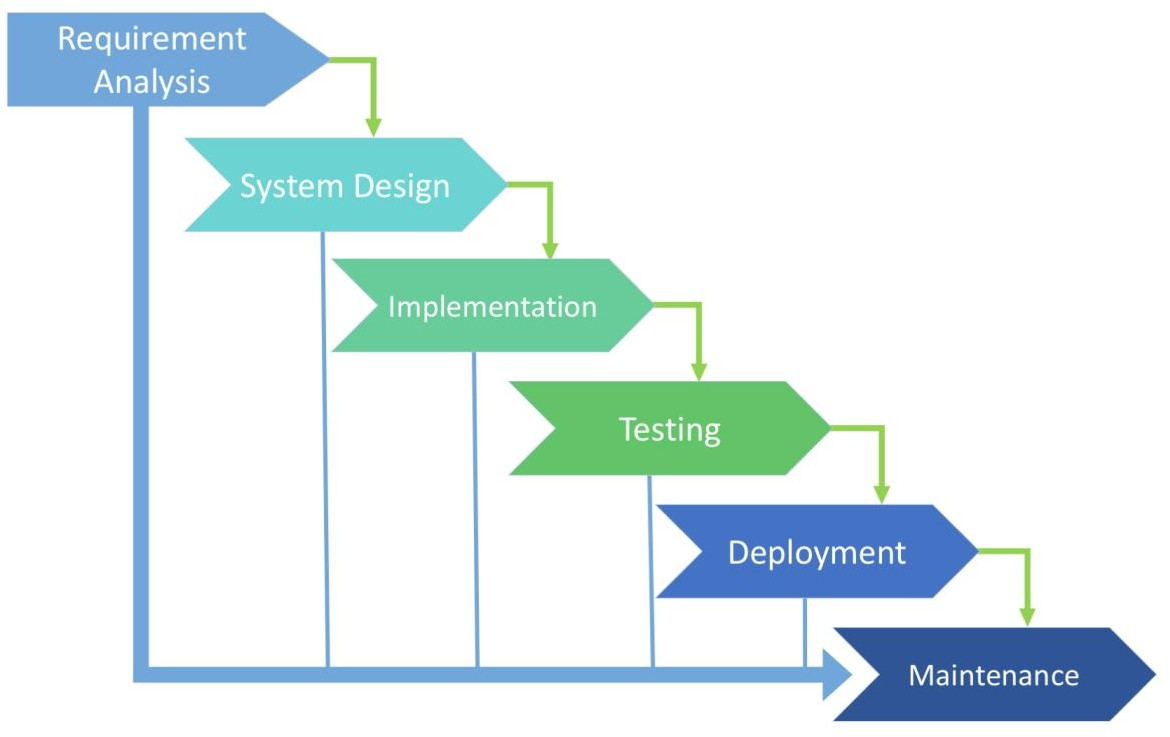 Requirement
Analysis
System Design
Implementation
Testing
Deployment
Maintenance